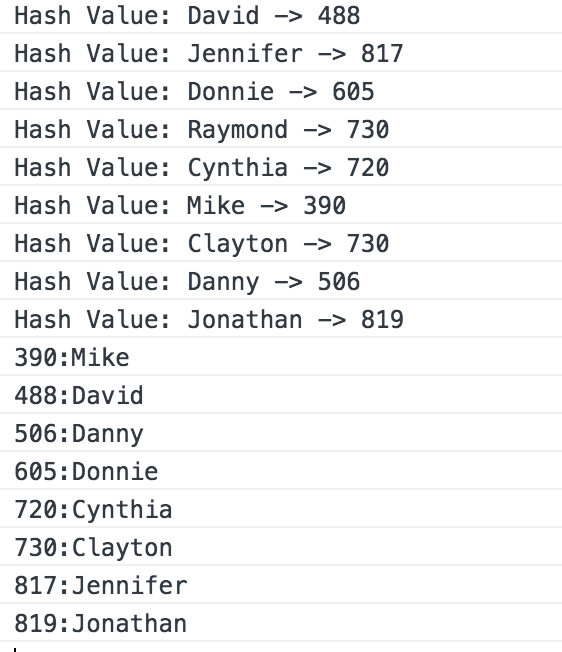 Hash Value: David -> 488
Hash Value: Jennifer -> 817
Hash Value: Donnie -> 605
Hash Value: Raymond -> 730
Hash Value: Cynthia -> 720
Hash Value: Mike -> 390
Hash Value: Clayton -> 730
Hash Value: Danny -> 506
Hash Value: Jonathan -> 819
390:Mike
488:David
506:Danny
605:Donnie
720:Cynthia
730:Clayton
817:Jennifer
819:Jonathan